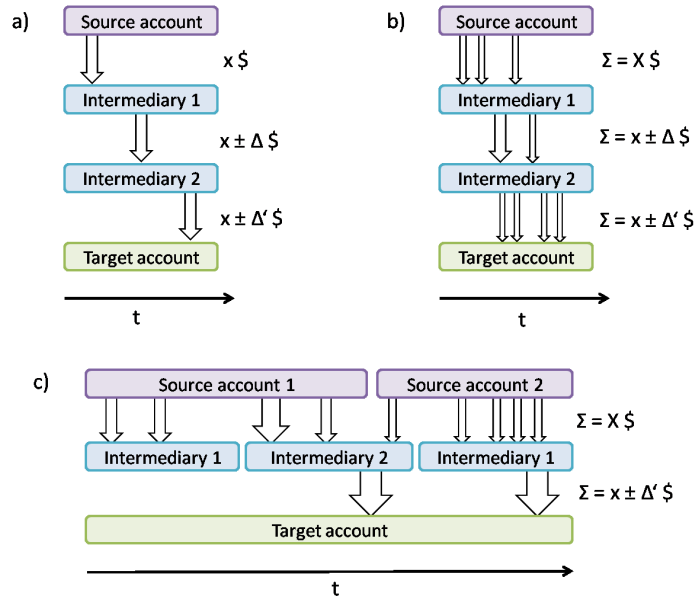 a)
Source account
x $
Intermediary 1
x ± Δ $
Intermediary 2
x ± Δ‘ $
Target account
t
b)
Source account
Σ = X $
Intermediary 1
Σ = x ± Δ $
Intermediary 2
Σ = x ± Δ‘ $
Target account
t
c)
Source account 1 Source account 2
Σ = X $
Intermediary 1 Intermediary 2 Intermediary 1
Σ = x ± Δ‘ $
Target account
t